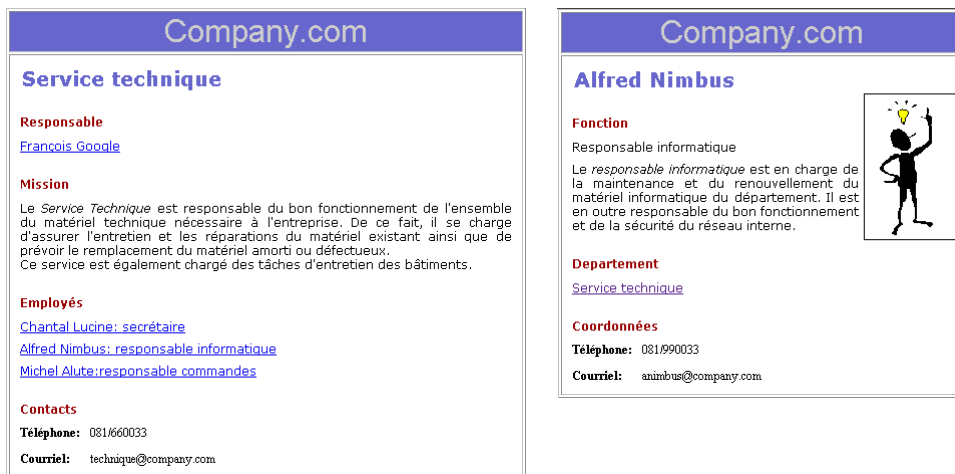 Company.com
Service technique
Responsable
François Google
Mission
Le Service Technique est responsable du bon fonctionnement de l'ensemble
du matériel technique nécessaire à l'entreprise. De ce fait, il se charge
d'assurer l'entretien et les réparations du matériel existant ainsi que de
prévoir le remplacement du matériel amorti ou défectueux.
Ce service est également chargé des tâches d'entretien des bâtiments.
Employés
Chantal Lucine: secrétaire
Alfred Nimbus: responsable informatique
Michel Alute:responsable commandes
Contacts
Téléphone: 081/660033
Courriel: technique@company.com
Company.com
Alfred Nimbus
Fonction
Responsable informatique
Le responsable informatique est en charge de
la maintenance et du renouvellement du
matériel informatique du département. Il est
en outre responsable du bon fonctionnement
et de la sécurité du réseau interne.
Departement
Service technique
Coordonnées
Téléphone: 081/990033
Courriel: animbus@company.com